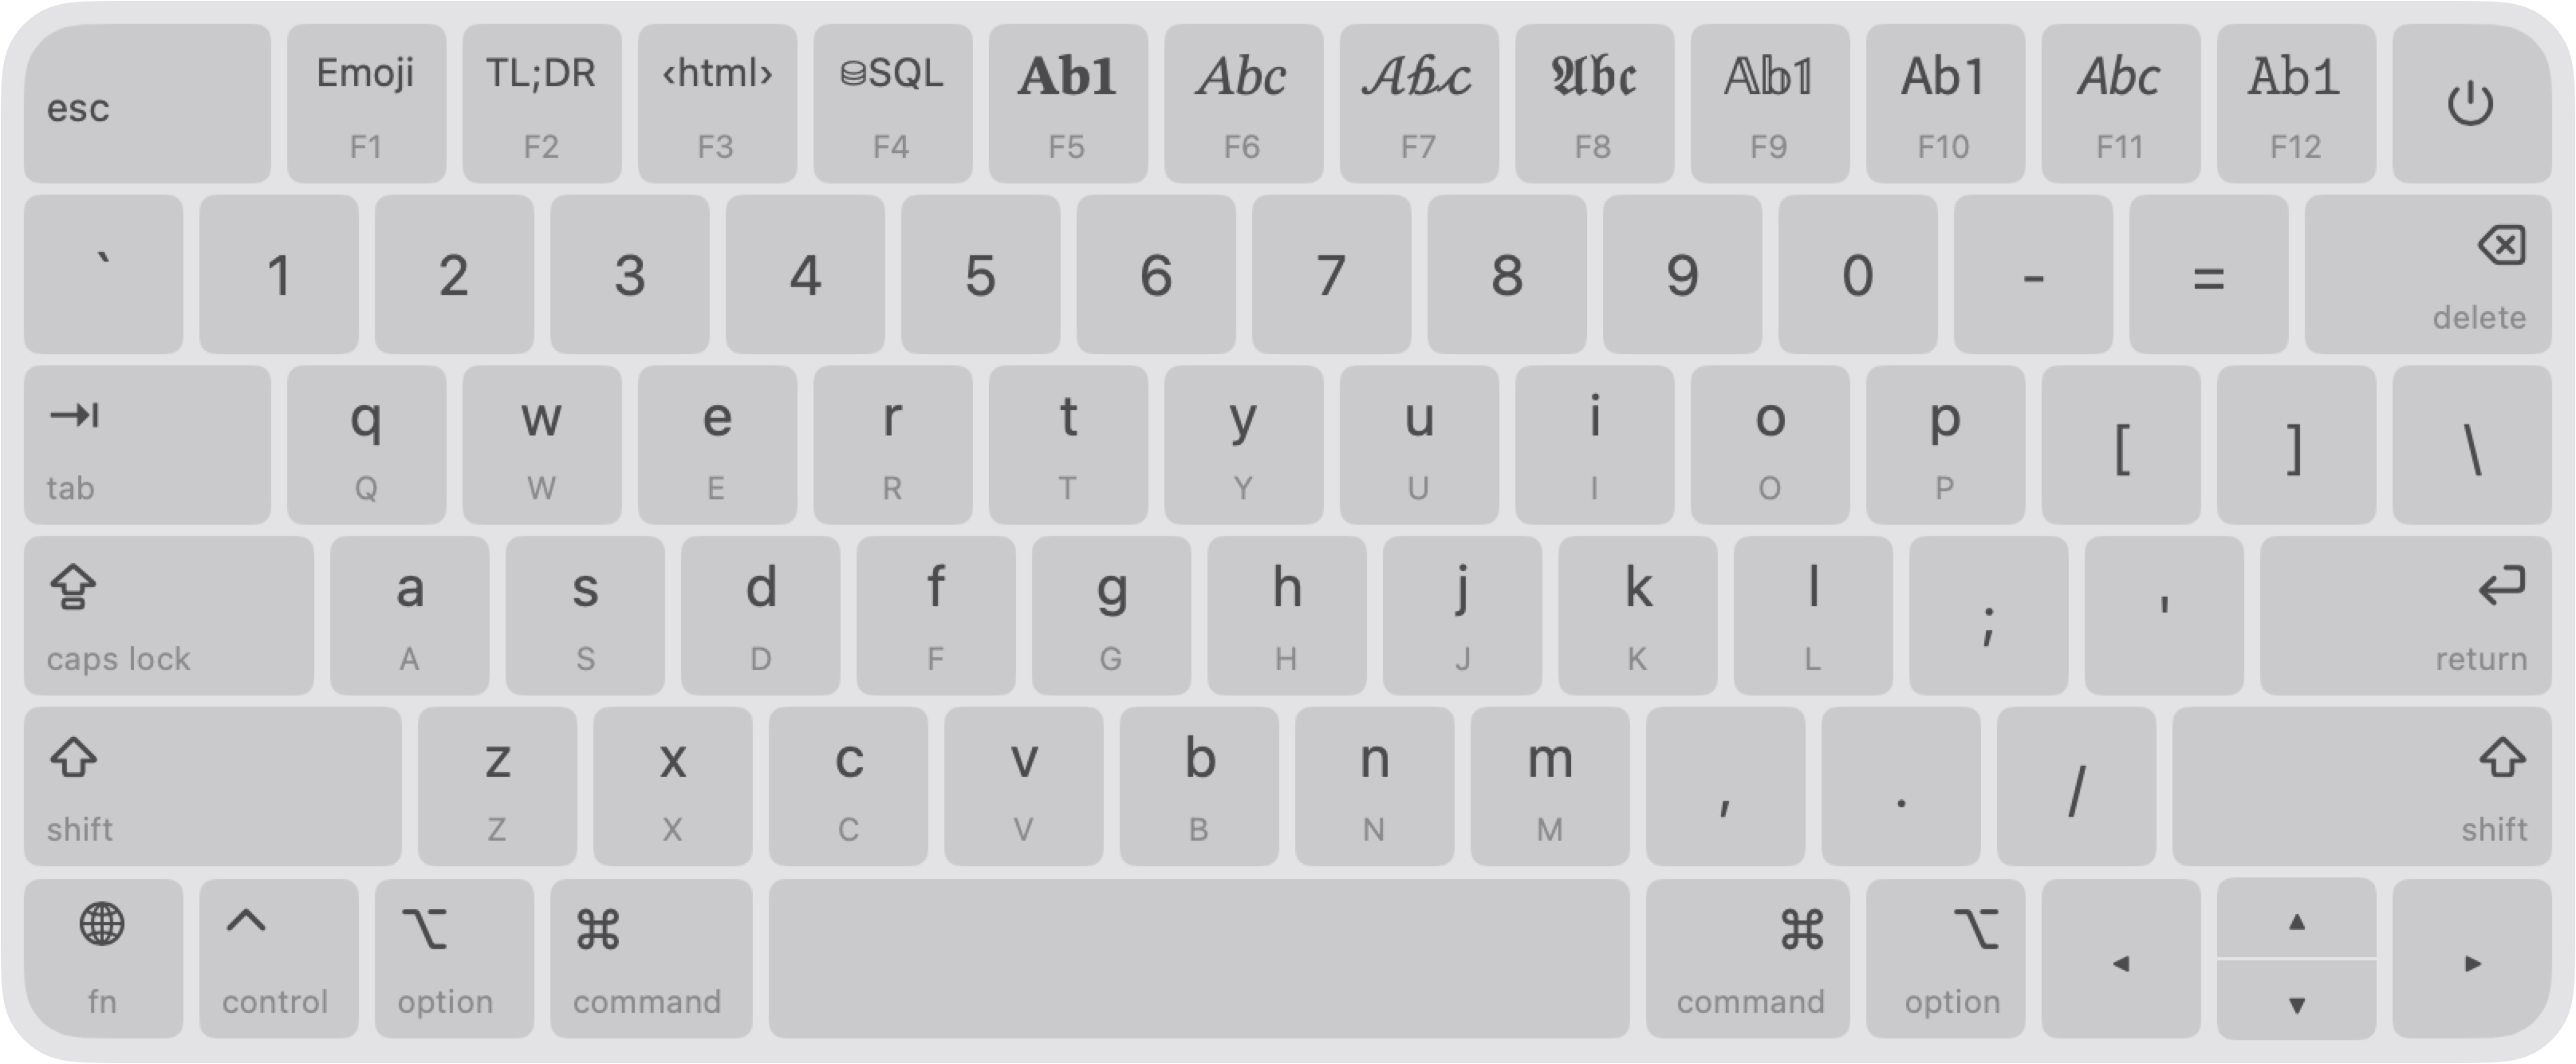 esc Emoji TL;DR ‹html› ⛁SQL 𝐀𝐛𝟏 𝐴𝑏𝑐 𝒜𝒷𝒸 𝔄𝔟𝔠 𝔸𝕓𝟙 𝖠𝖻𝟣 𝘈𝘣𝘤 𝙰𝚋𝟷
F1 F2 F3 F4 F5 F6 F7 F8 F9 F10 F11 F12
` 1 2 3 4 5 6 7 8 9 0 - =
delete
q w e r t y u i o p [ ] \
tab Q W E R T Y U I O P
a s d f g h j k l ; '
caps lock A S D F G H J K L return
z x c v b n m , . /
shift Z X C V B N M shift
⌥ ⌘ ⌘ ⌥
fn control option command command option